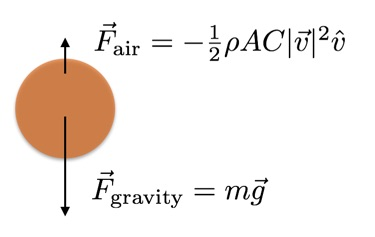 F⃗_air = −½ρAC|v⃗|²v̂
F⃗_gravity = mg⃗